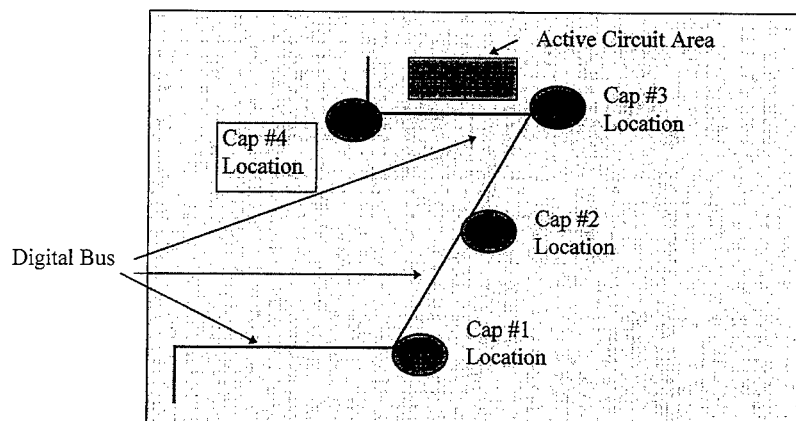 Active Circuit Area
Cap #3
Location
Cap #4
Location
Cap #2
Location
Digital Bus
Cap #1
Location